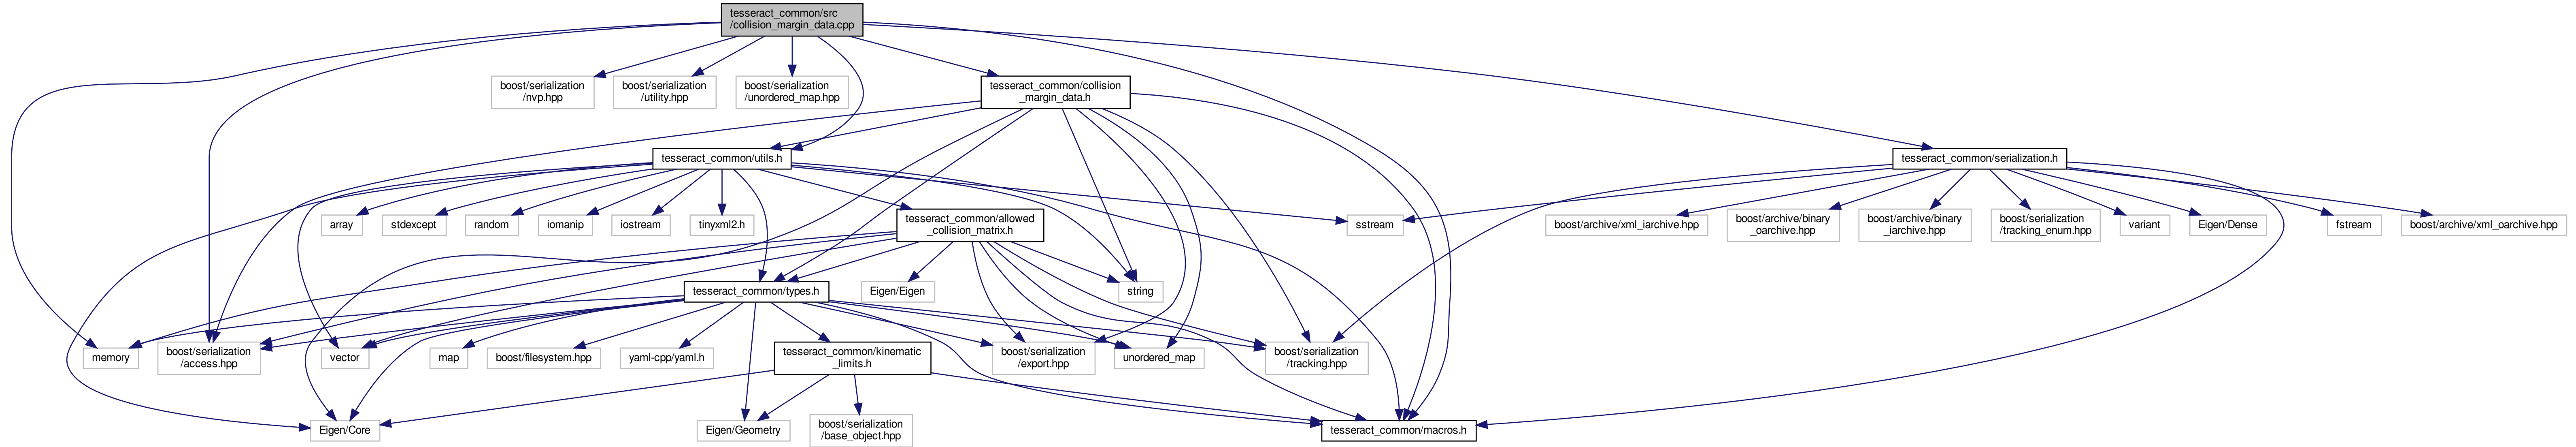 tesseract_common/src
/collision_margin_data.cpp
boost/serialization
/nvp.hpp
boost/serialization
/utility.hpp
boost/serialization
/unordered_map.hpp
tesseract_common/collision
_margin_data.h
tesseract_common/utils.h
tesseract_common/serialization.h
array
stdexcept
random
iomanip
iostream
tinyxml2.h
tesseract_common/allowed
_collision_matrix.h
sstream
boost/archive/xml_iarchive.hpp
boost/archive/binary
_oarchive.hpp
boost/archive/binary
_iarchive.hpp
boost/serialization
/tracking_enum.hpp
variant
Eigen/Dense
fstream
boost/archive/xml_oarchive.hpp
tesseract_common/types.h
Eigen/Eigen
string
memory
boost/serialization
/access.hpp
vector
map
boost/filesystem.hpp
yaml-cpp/yaml.h
tesseract_common/kinematic
_limits.h
boost/serialization
/export.hpp
unordered_map
boost/serialization
/tracking.hpp
Eigen/Core
Eigen/Geometry
boost/serialization
/base_object.hpp
tesseract_common/macros.h